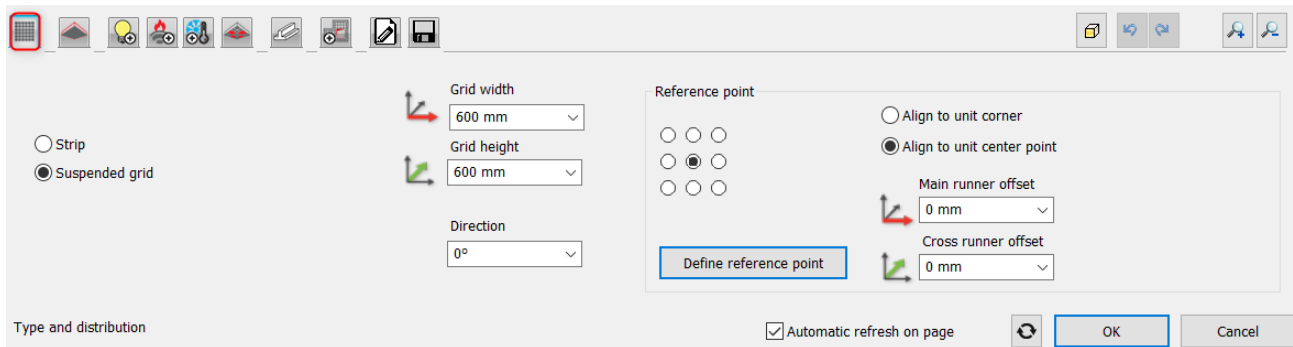 Strip
Suspended grid
Grid width
600 mm
Grid height
600 mm
Direction
0°
Reference point
Define reference point
Align to unit corner
Align to unit center point
Main runner offset
0 mm
Cross runner offset
0 mm
Type and distribution
Automatic refresh on page
OK
Cancel